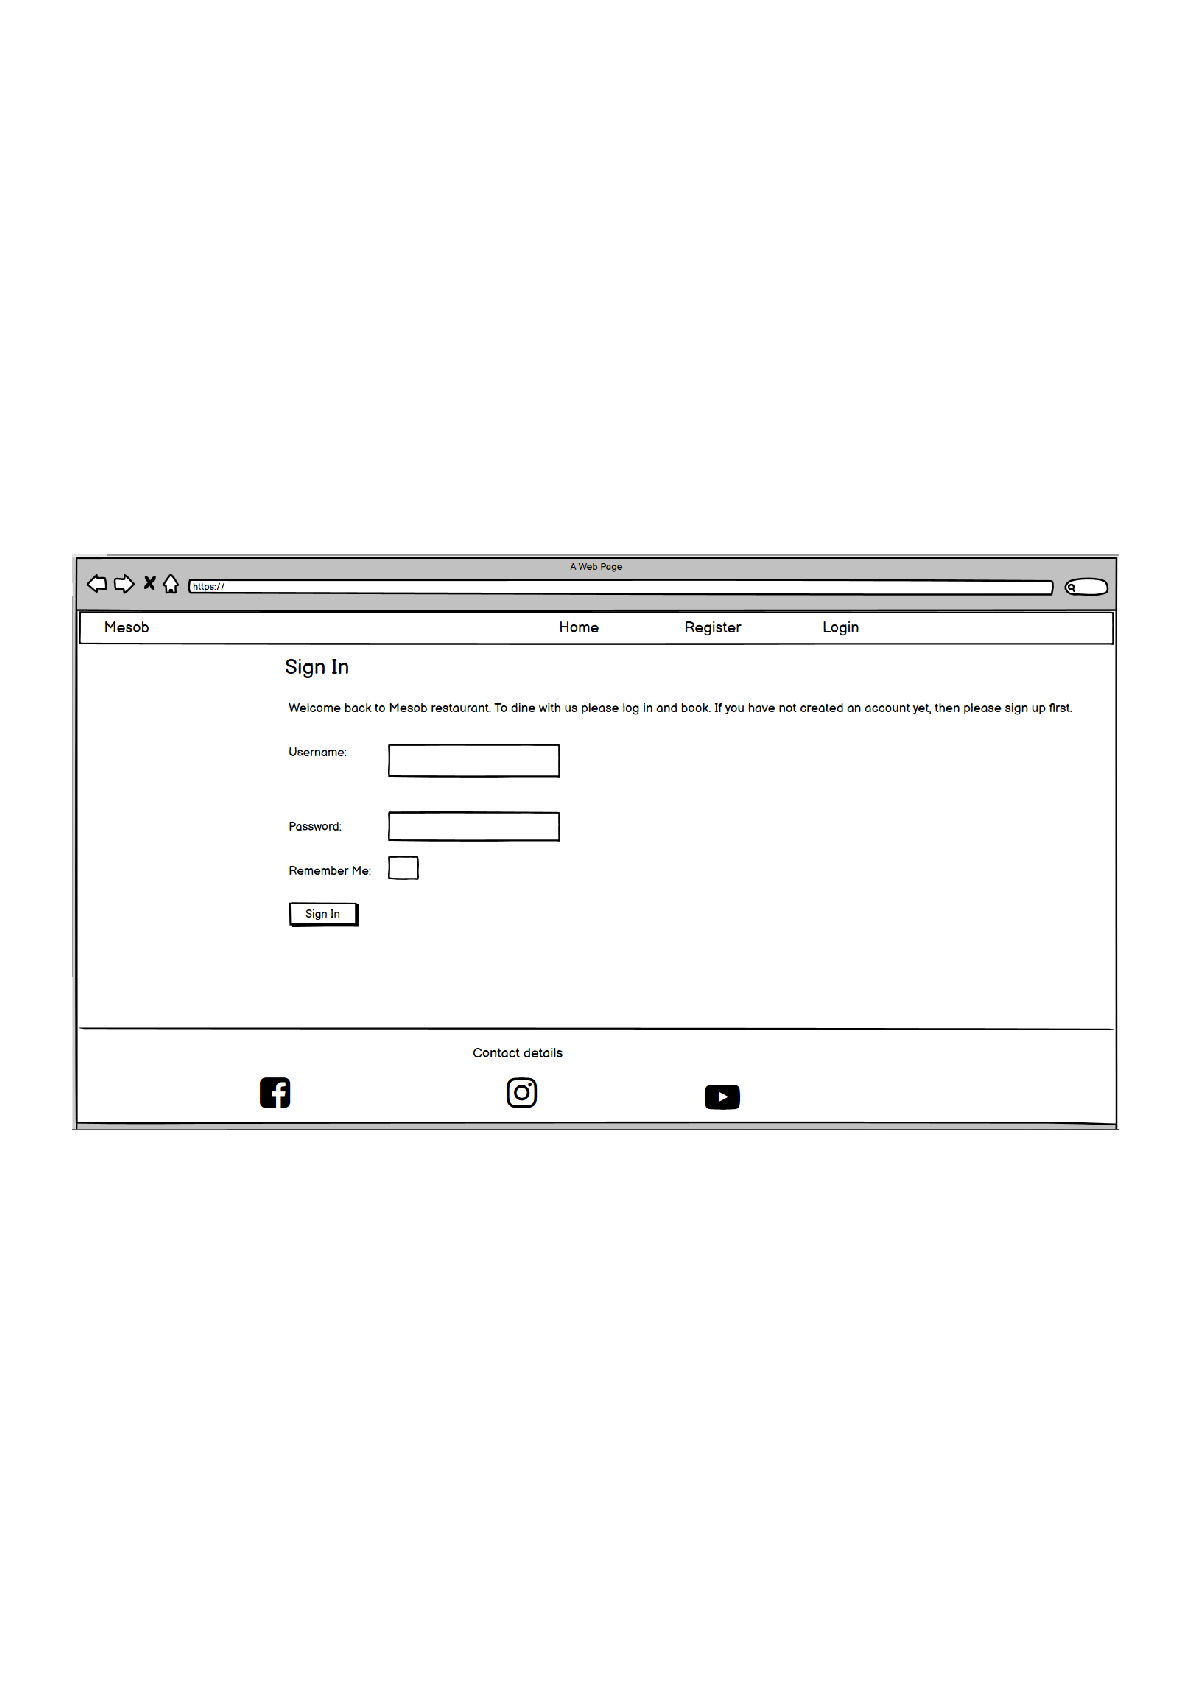 A Web Page
https://
Mesob Home Register Login
Sign In
Welcome back to Mesob restaurant. To dine with us please log in and book. If you have not created an account yet, then please sign up first.
Username:
Password:
Remember Me:
Sign In
Contact details